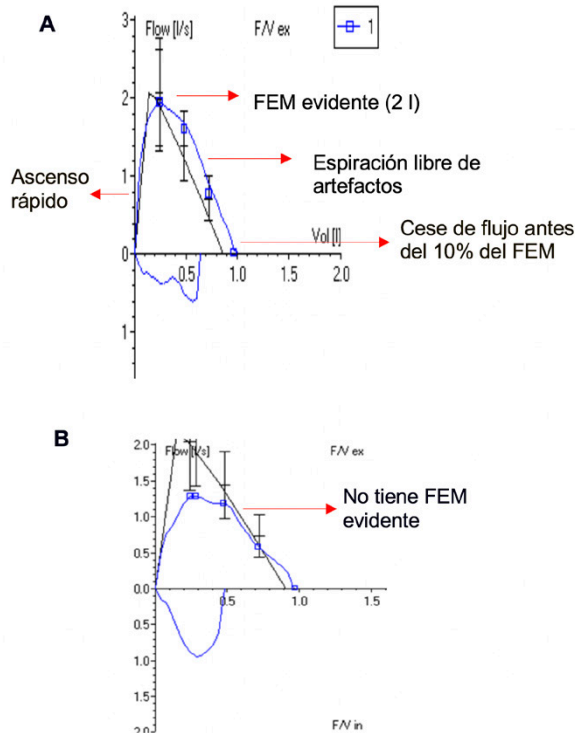 A
Flow [l/s]
F/V ex
1
3
FEM evidente (2 l)
2
Espiración libre de
artefactos
Ascenso
rápido
1
Vol [l]
Cese de flujo antes
del 10% del FEM
0
0.5
1.0
1.5
2.0
1
B
Flow [l/s]
F/V ex
2.0
1.5
No tiene FEM
evidente
1.0
0.5
0.0
0.5
1.0
1.5
0.5
1.0
1.5
F/V in
2.0